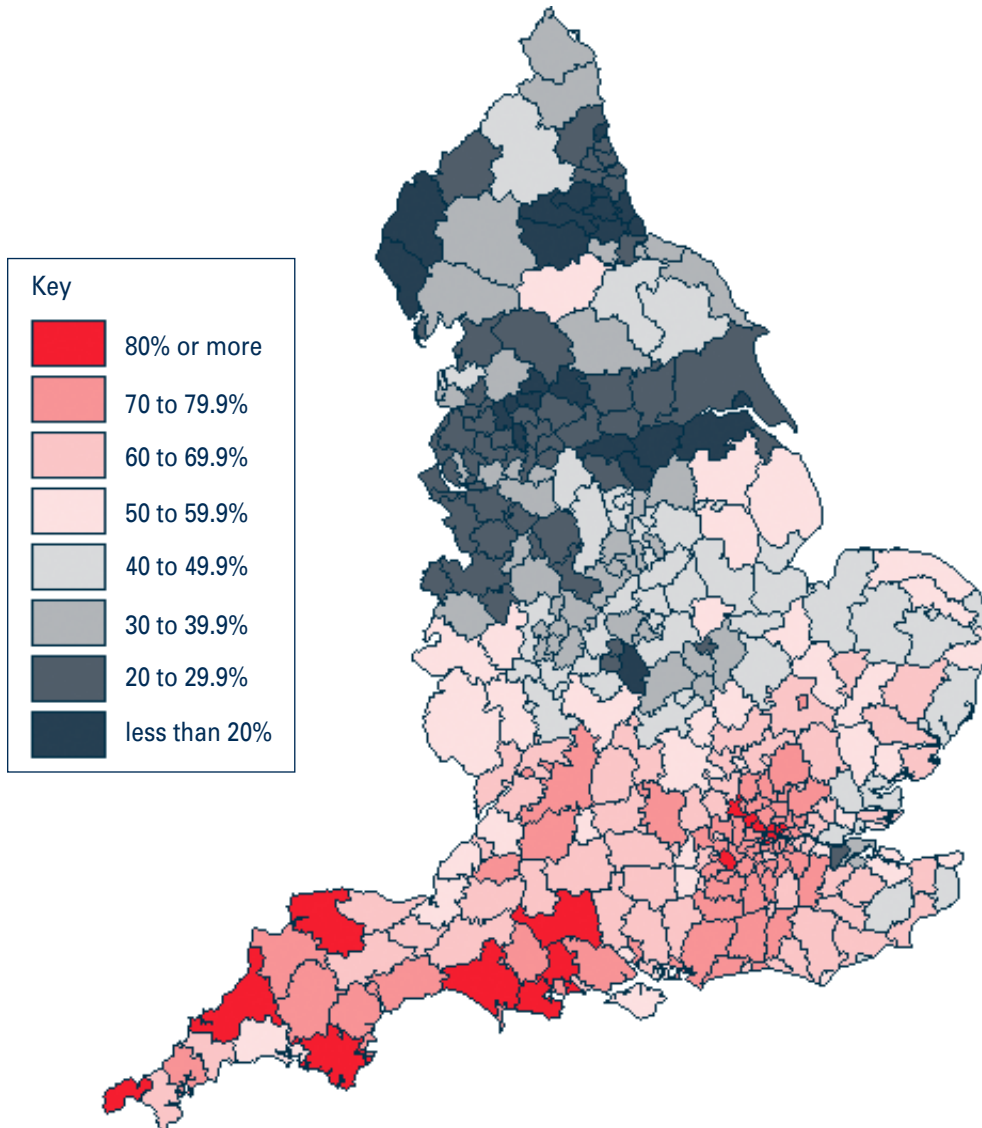 Key
80% or more
70 to 79.9%
60 to 69.9%
50 to 59.9%
40 to 49.9%
30 to 39.9%
20 to 29.9%
less than 20%